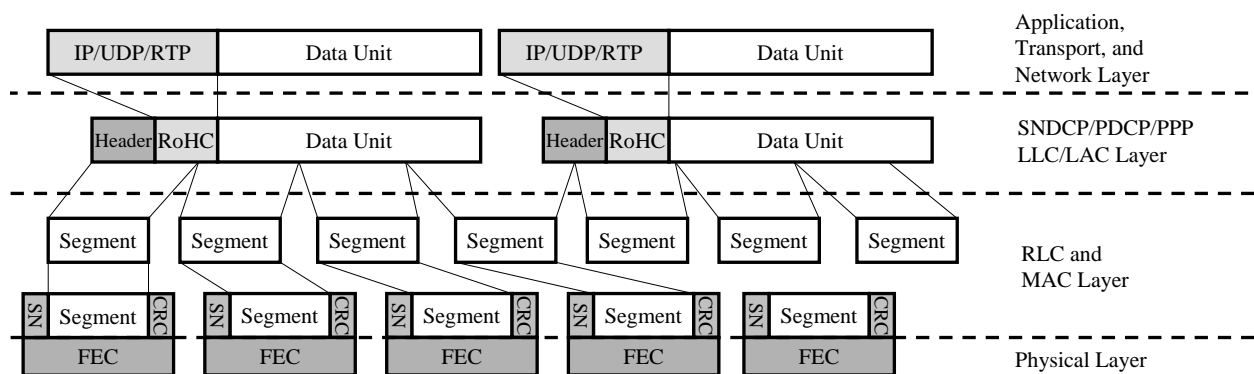 IP/UDP/RTP Data Unit IP/UDP/RTP Data Unit
Application,
Transport, and
Network Layer
Header RoHC Data Unit Header RoHC Data Unit
SNDCP/PDCP/PPP
LLC/LAC Layer
Segment Segment Segment Segment Segment Segment Segment
RLC and
MAC Layer
SN Segment CRC SN Segment CRC SN Segment CRC SN Segment CRC SN Segment CRC
FEC FEC FEC FEC FEC
Physical Layer